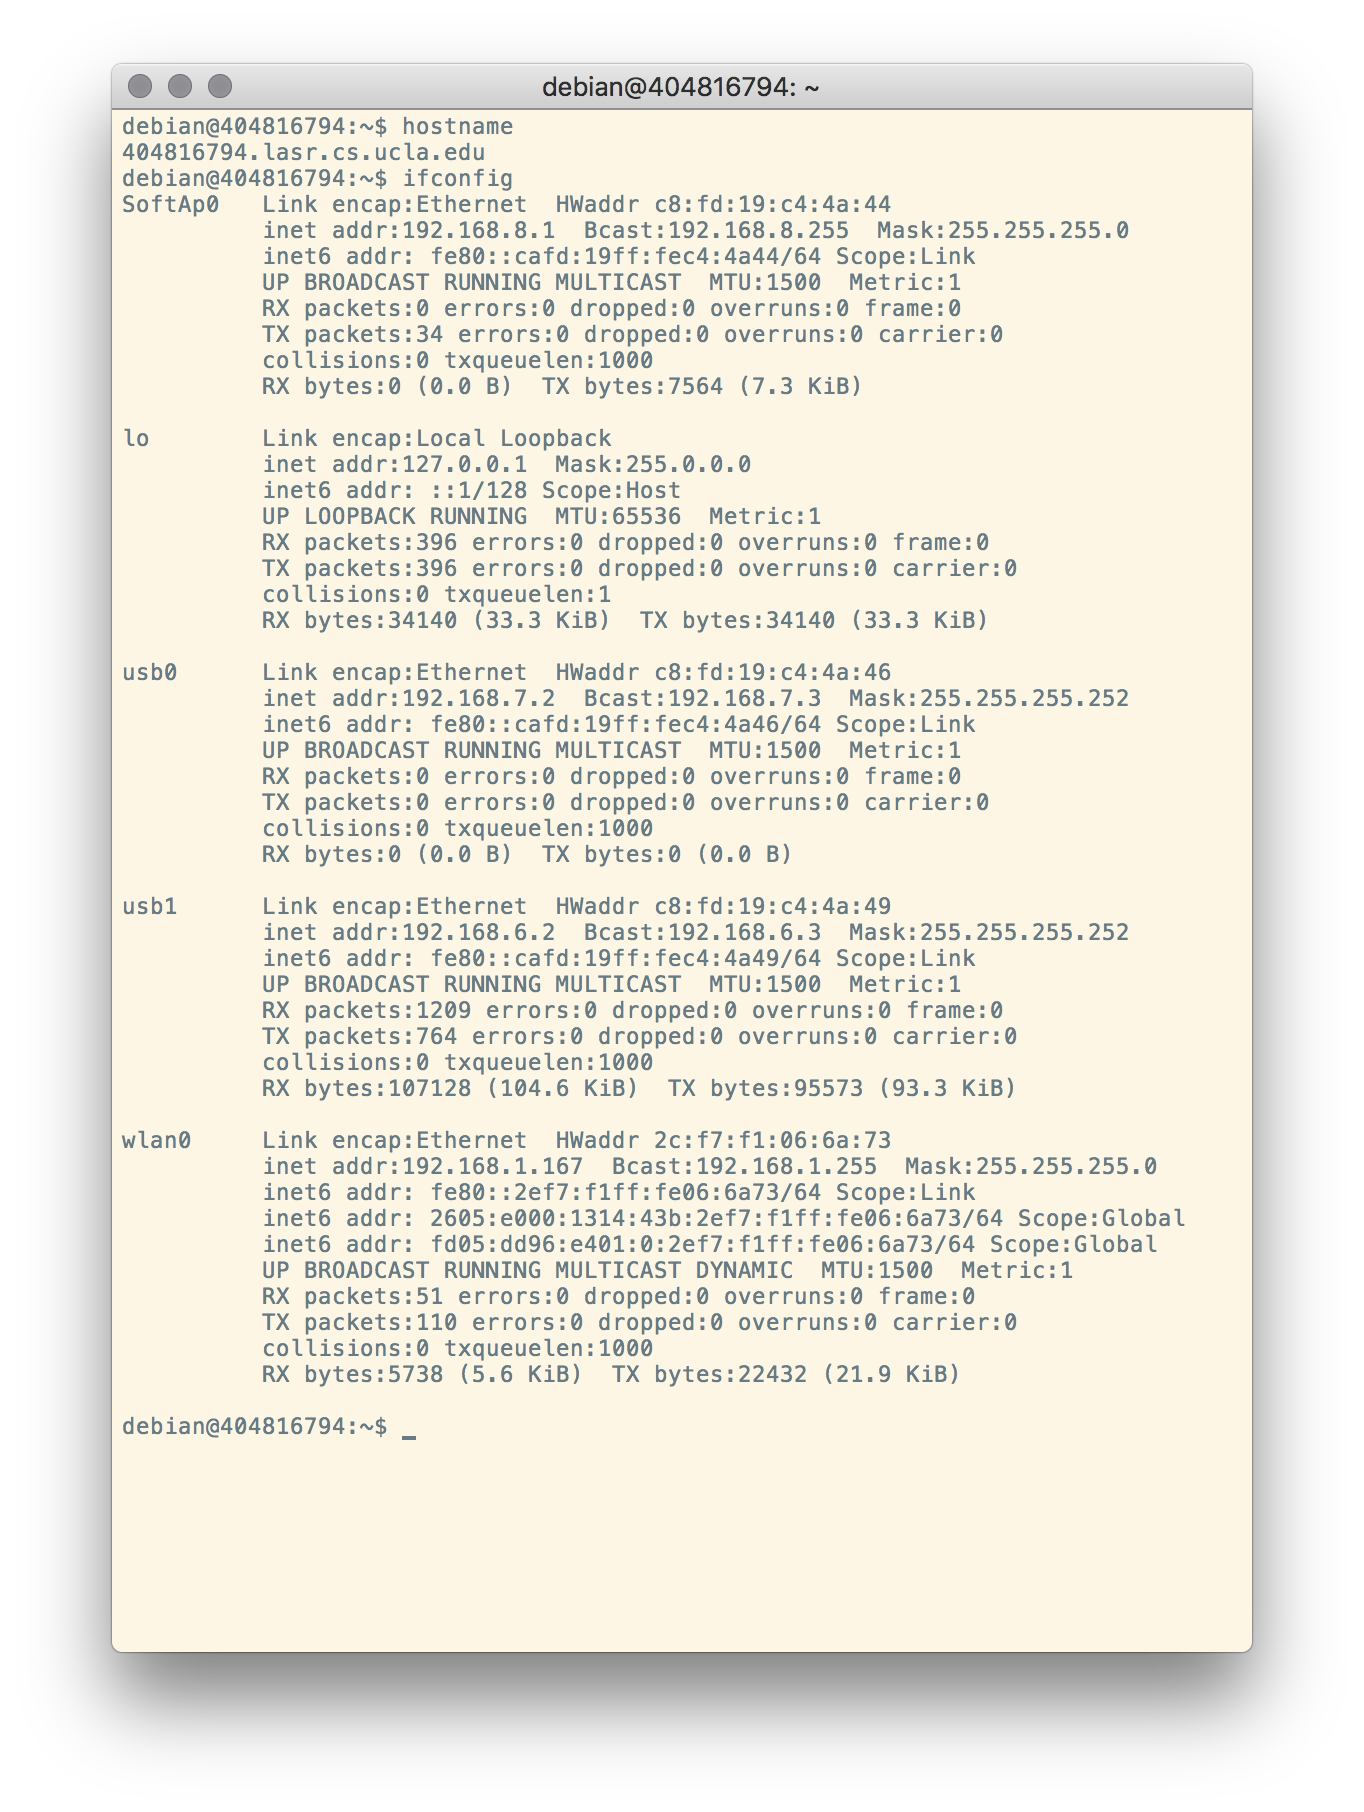 debian@404816794: ~
debian@404816794:~$ hostname
404816794.lasr.cs.ucla.edu
debian@404816794:~$ ifconfig
SoftAp0   Link encap:Ethernet  HWaddr c8:fd:19:c4:4a:44
          inet addr:192.168.8.1  Bcast:192.168.8.255  Mask:255.255.255.0
          inet6 addr: fe80::cafd:19ff:fec4:4a44/64 Scope:Link
          UP BROADCAST RUNNING MULTICAST  MTU:1500  Metric:1
          RX packets:0 errors:0 dropped:0 overruns:0 frame:0
          TX packets:34 errors:0 dropped:0 overruns:0 carrier:0
          collisions:0 txqueuelen:1000
          RX bytes:0 (0.0 B)  TX bytes:7564 (7.3 KiB)

lo        Link encap:Local Loopback
          inet addr:127.0.0.1  Mask:255.0.0.0
          inet6 addr: ::1/128 Scope:Host
          UP LOOPBACK RUNNING  MTU:65536  Metric:1
          RX packets:396 errors:0 dropped:0 overruns:0 frame:0
          TX packets:396 errors:0 dropped:0 overruns:0 carrier:0
          collisions:0 txqueuelen:1
          RX bytes:34140 (33.3 KiB)  TX bytes:34140 (33.3 KiB)

usb0      Link encap:Ethernet  HWaddr c8:fd:19:c4:4a:46
          inet addr:192.168.7.2  Bcast:192.168.7.3  Mask:255.255.255.252
          inet6 addr: fe80::cafd:19ff:fec4:4a46/64 Scope:Link
          UP BROADCAST RUNNING MULTICAST  MTU:1500  Metric:1
          RX packets:0 errors:0 dropped:0 overruns:0 frame:0
          TX packets:0 errors:0 dropped:0 overruns:0 carrier:0
          collisions:0 txqueuelen:1000
          RX bytes:0 (0.0 B)  TX bytes:0 (0.0 B)

usb1      Link encap:Ethernet  HWaddr c8:fd:19:c4:4a:49
          inet addr:192.168.6.2  Bcast:192.168.6.3  Mask:255.255.255.252
          inet6 addr: fe80::cafd:19ff:fec4:4a49/64 Scope:Link
          UP BROADCAST RUNNING MULTICAST  MTU:1500  Metric:1
          RX packets:1209 errors:0 dropped:0 overruns:0 frame:0
          TX packets:764 errors:0 dropped:0 overruns:0 carrier:0
          collisions:0 txqueuelen:1000
          RX bytes:107128 (104.6 KiB)  TX bytes:95573 (93.3 KiB)

wlan0     Link encap:Ethernet  HWaddr 2c:f7:f1:06:6a:73
          inet addr:192.168.1.167  Bcast:192.168.1.255  Mask:255.255.255.0
          inet6 addr: fe80::2ef7:f1ff:fe06:6a73/64 Scope:Link
          inet6 addr: 2605:e000:1314:43b:2ef7:f1ff:fe06:6a73/64 Scope:Global
          inet6 addr: fd05:dd96:e401:0:2ef7:f1ff:fe06:6a73/64 Scope:Global
          UP BROADCAST RUNNING MULTICAST DYNAMIC  MTU:1500  Metric:1
          RX packets:51 errors:0 dropped:0 overruns:0 frame:0
          TX packets:110 errors:0 dropped:0 overruns:0 carrier:0
          collisions:0 txqueuelen:1000
          RX bytes:5738 (5.6 KiB)  TX bytes:22432 (21.9 KiB)

debian@404816794:~$ _